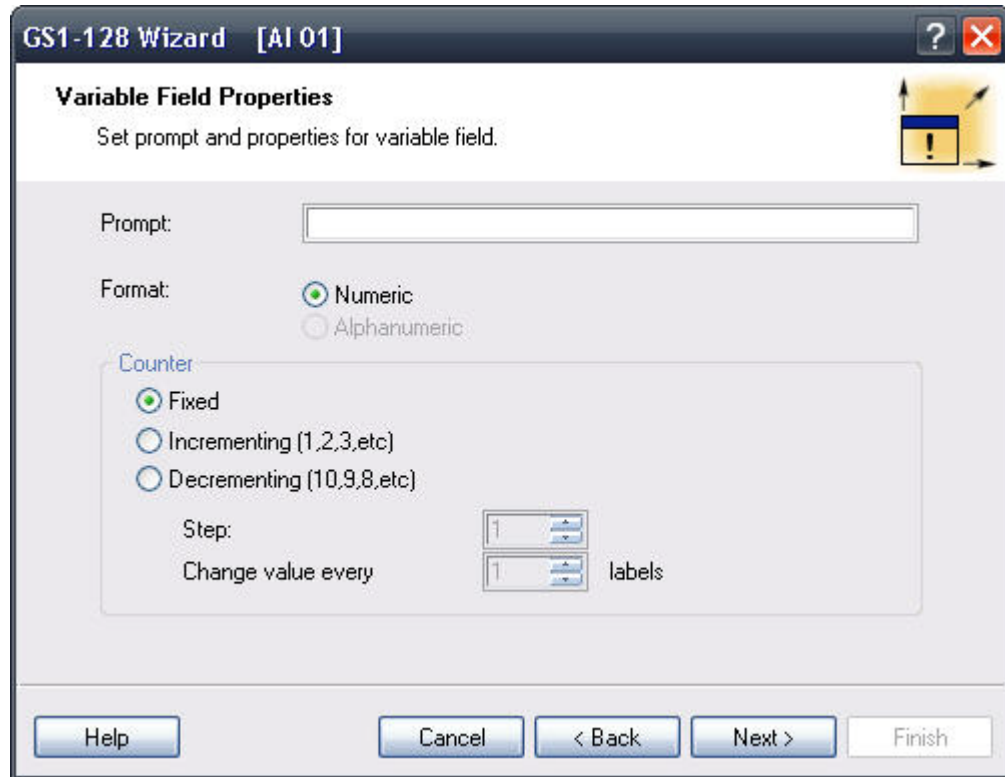 GS1-128 Wizard [AI 01]
?
Variable Field Properties
Set prompt and properties for variable field.
!
Prompt:
Format:
Numeric
Alphanumeric
Counter
Fixed
Incrementing (1,2,3,etc)
Decrementing (10,9,8,etc)
Step: 1
Change value every 1 labels
Help Cancel < Back Next > Finish